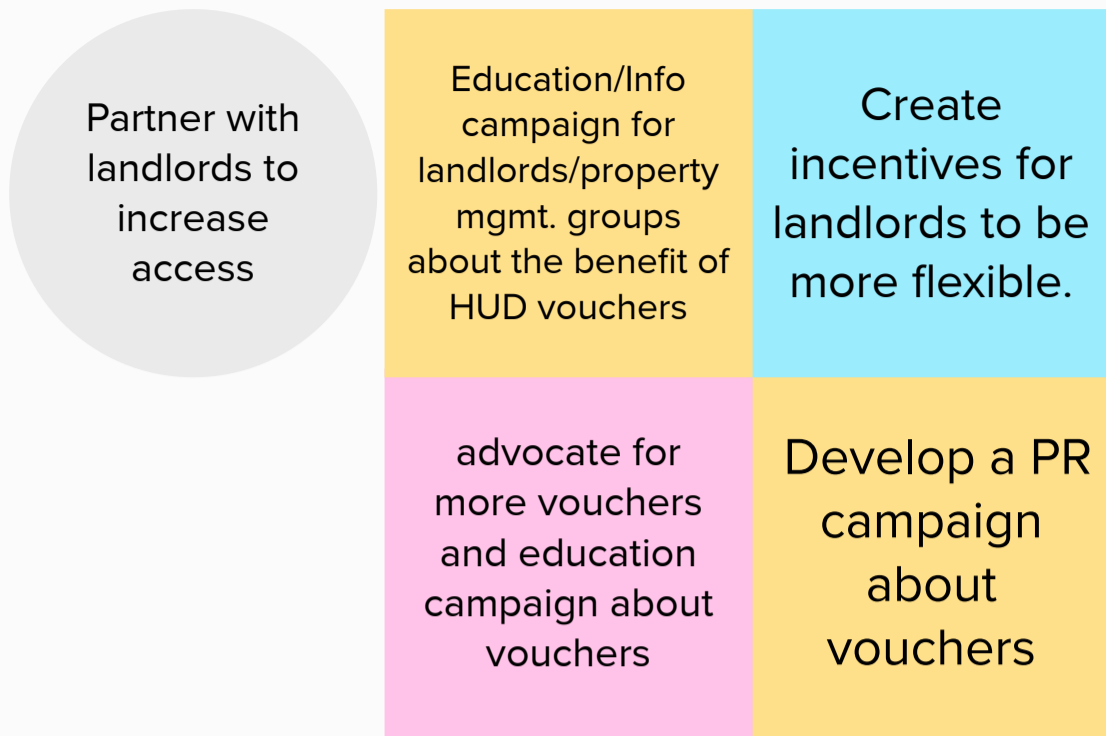 Partner with
landlords to
increase
access
Education/Info
campaign for
landlords/property
mgmt. groups
about the benefit of
HUD vouchers
Create
incentives for
landlords to be
more flexible.
advocate for
more vouchers
and education
campaign about
vouchers
Develop a PR
campaign
about
vouchers